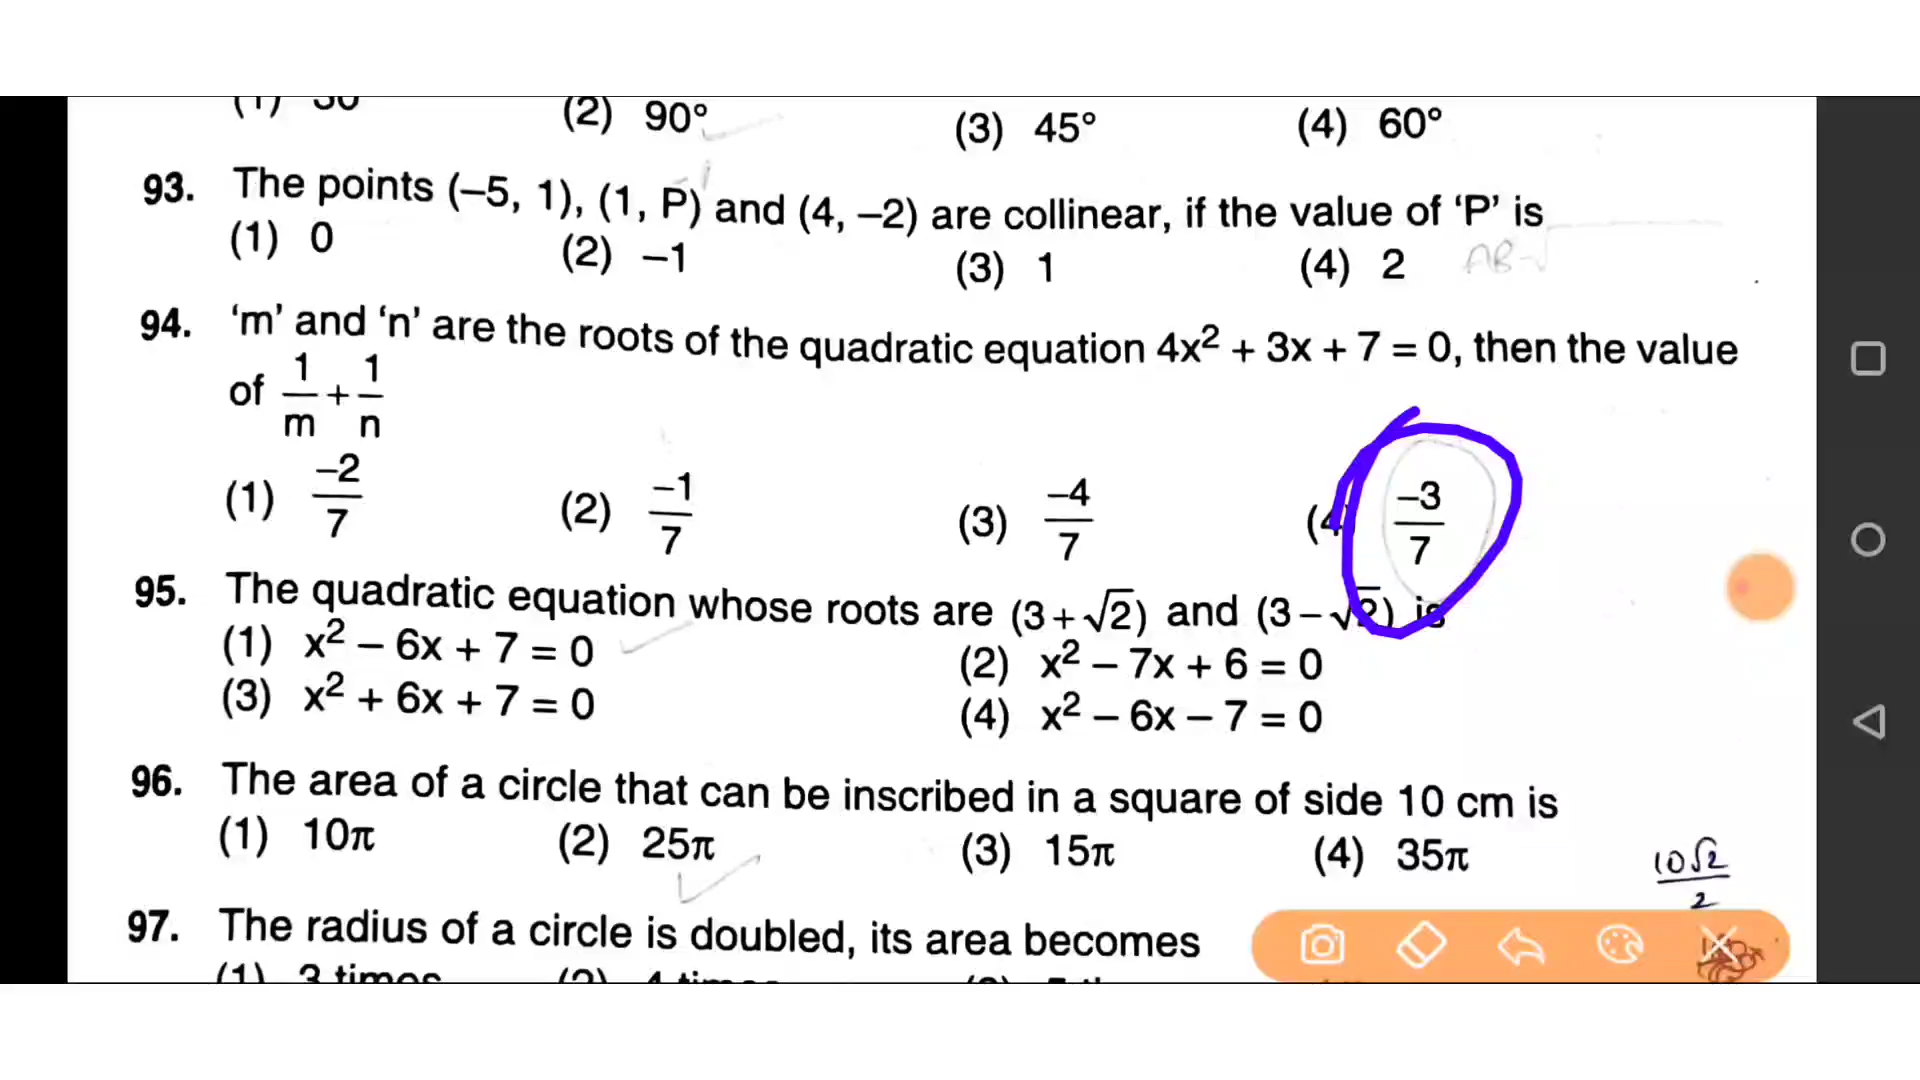 (2) 90° (3) 45° (4) 60°
93. The points (–5, 1), (1, P) and (4, –2) are collinear, if the value of ‘P’ is
(1) 0 (2) –1 (3) 1 (4) 2
94. ‘m’ and ‘n’ are the roots of the quadratic equation 4x² + 3x + 7 = 0, then the value
of 1/m + 1/n
(1) –2/7 (2) –1/7 (3) –4/7 (4) –3/7
95. The quadratic equation whose roots are (3 + √2) and (3 – √2) is
(1) x² – 6x + 7 = 0 (2) x² – 7x + 6 = 0
(3) x² + 6x + 7 = 0 (4) x² – 6x – 7 = 0
96. The area of a circle that can be inscribed in a square of side 10 cm is
(1) 10π (2) 25π (3) 15π (4) 35π
10√2/2
97. The radius of a circle is doubled, its area becomes
(1) 3 times (2) 4 times